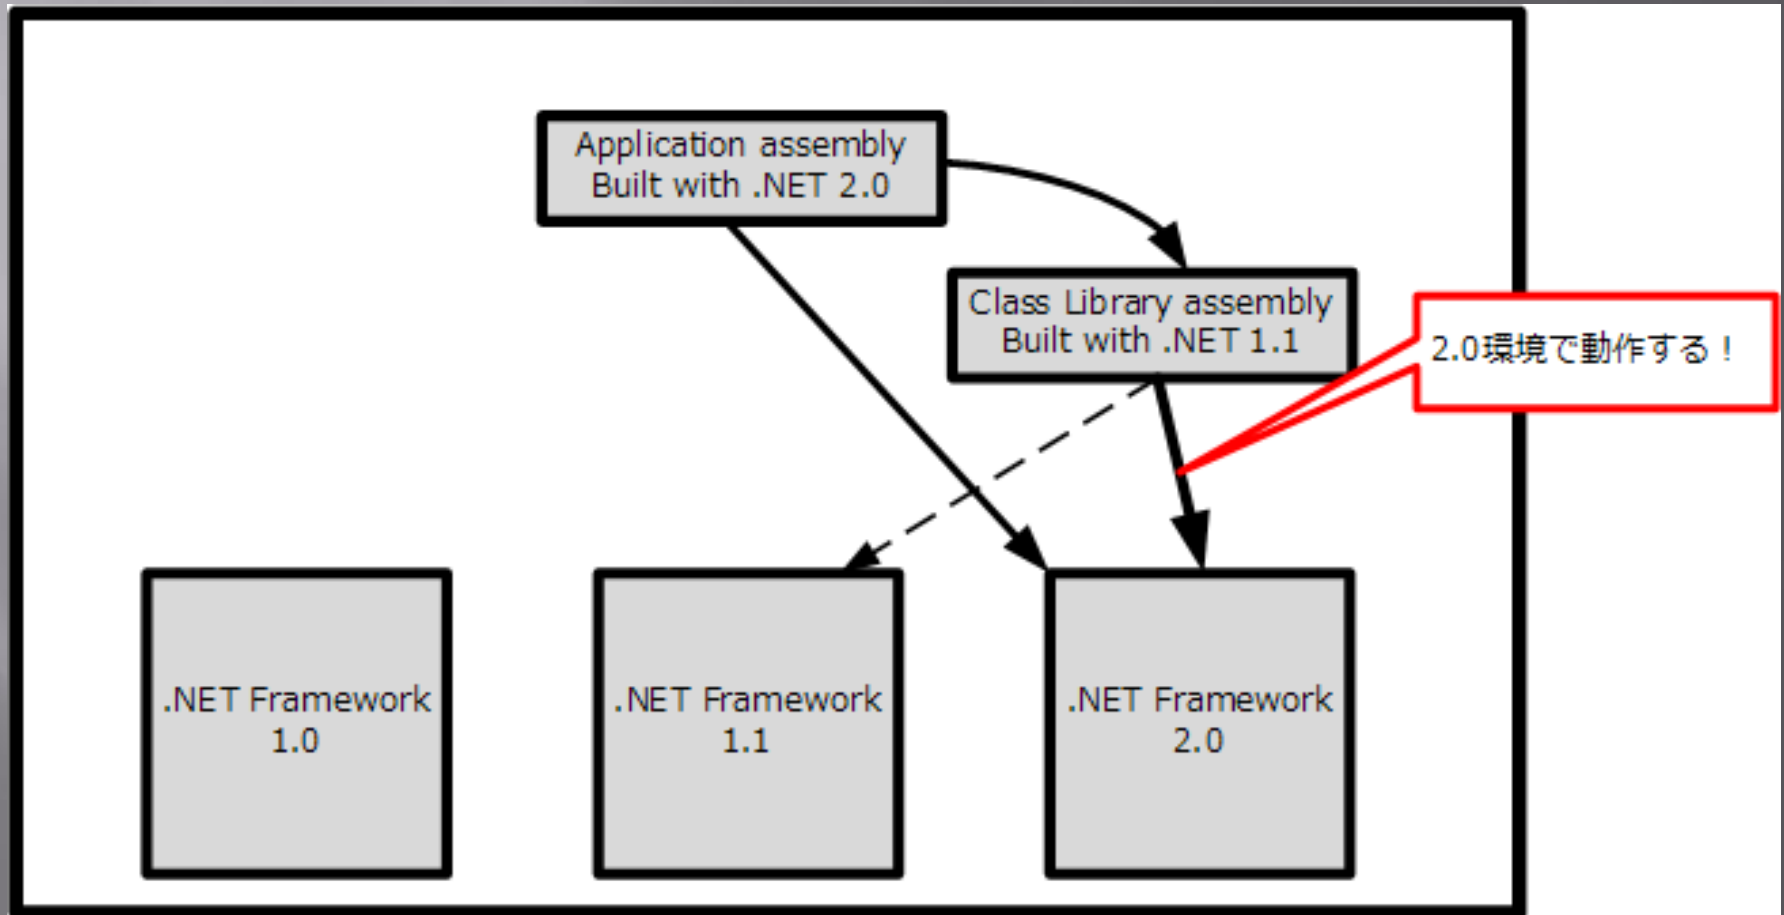 Application assembly
Built with .NET 2.0
Class Library assembly
Built with .NET 1.1
2.0環境で動作する！
.NET Framework
1.0
.NET Framework
1.1
.NET Framework
2.0